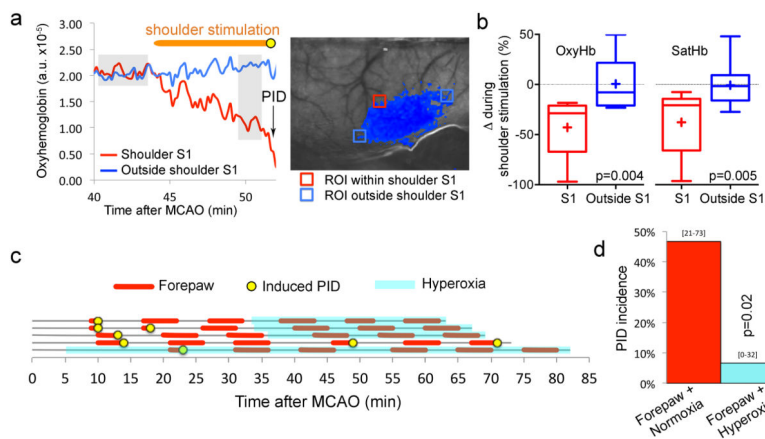 a
shoulder stimulation
Oxyhemoglobin (a.u. x10-5)
3.00
2.50
2.00
1.50
1.00
0.50
0.00
PID
Shoulder S1
Outside shoulder S1
40 45 50
Time after MCAO (min)
ROI within shoulder S1
ROI outside shoulder S1
b
Δ during
shoulder stimulation (%)
50
0
-50
-100
OxyHb
SatHb
p=0.004
p=0.005
S1 Outside S1
S1 Outside S1
c
Forepaw
Induced PID
Hyperoxia
0 5 10 15 20 25 30 35 40 45 50 55 60 65 70 75 80 85
Time after MCAO (min)
d
PID incidence
50%
40%
30%
20%
10%
0%
[21-73]
[0-32]
p=0.02
Forepaw +
Normoxia
Forepaw +
Hyperoxia